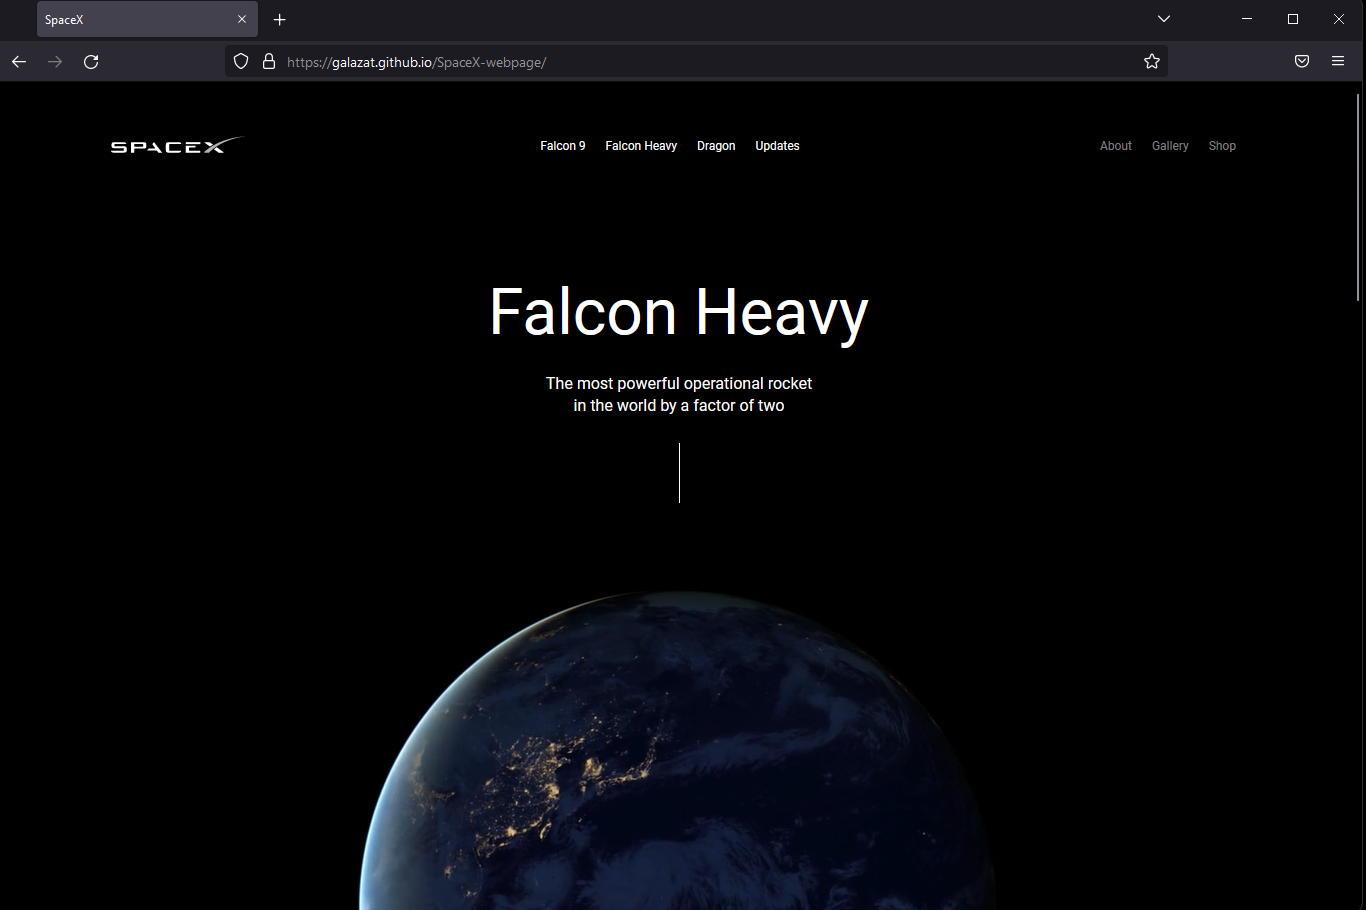 SpaceX
https://galazat.github.io/SpaceX-webpage/
SPACEX
Falcon 9 Falcon Heavy Dragon Updates
About Gallery Shop
Falcon Heavy
The most powerful operational rocket
in the world by a factor of two